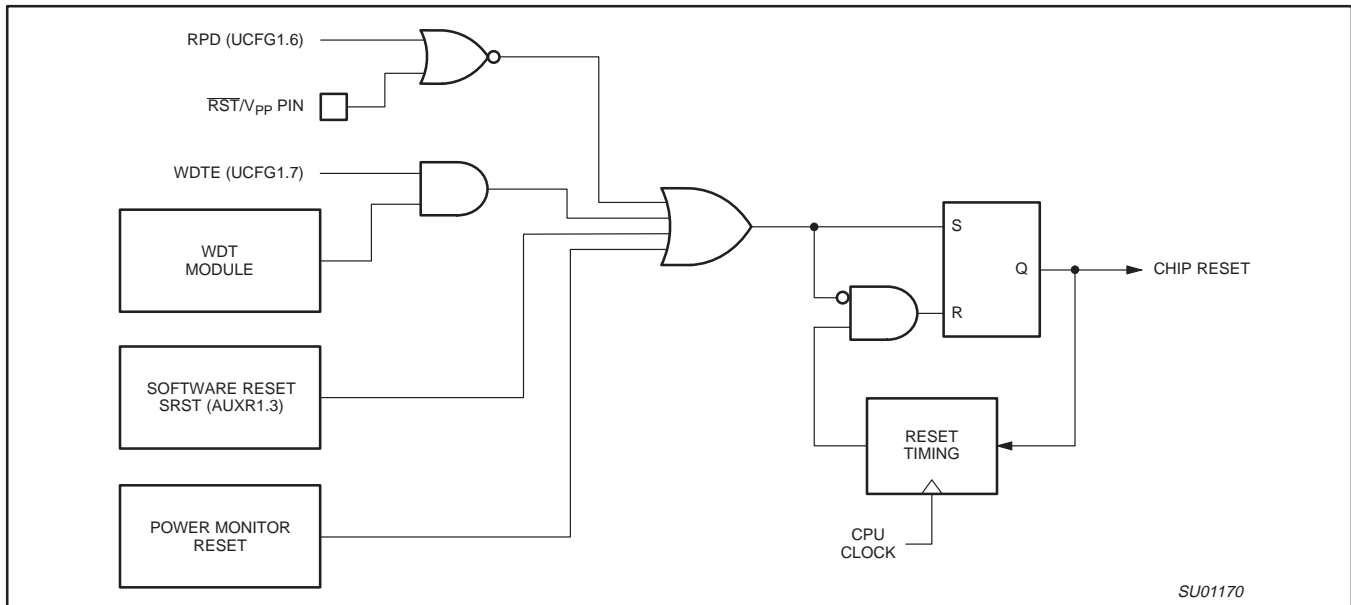 RPD (UCFG1.6)
RST/VPP PIN
WDTE (UCFG1.7)
WDT
MODULE
SOFTWARE RESET
SRST (AUXR1.3)
POWER MONITOR
RESET
S
Q
R
CHIP RESET
RESET
TIMING
CPU
CLOCK
SU01170